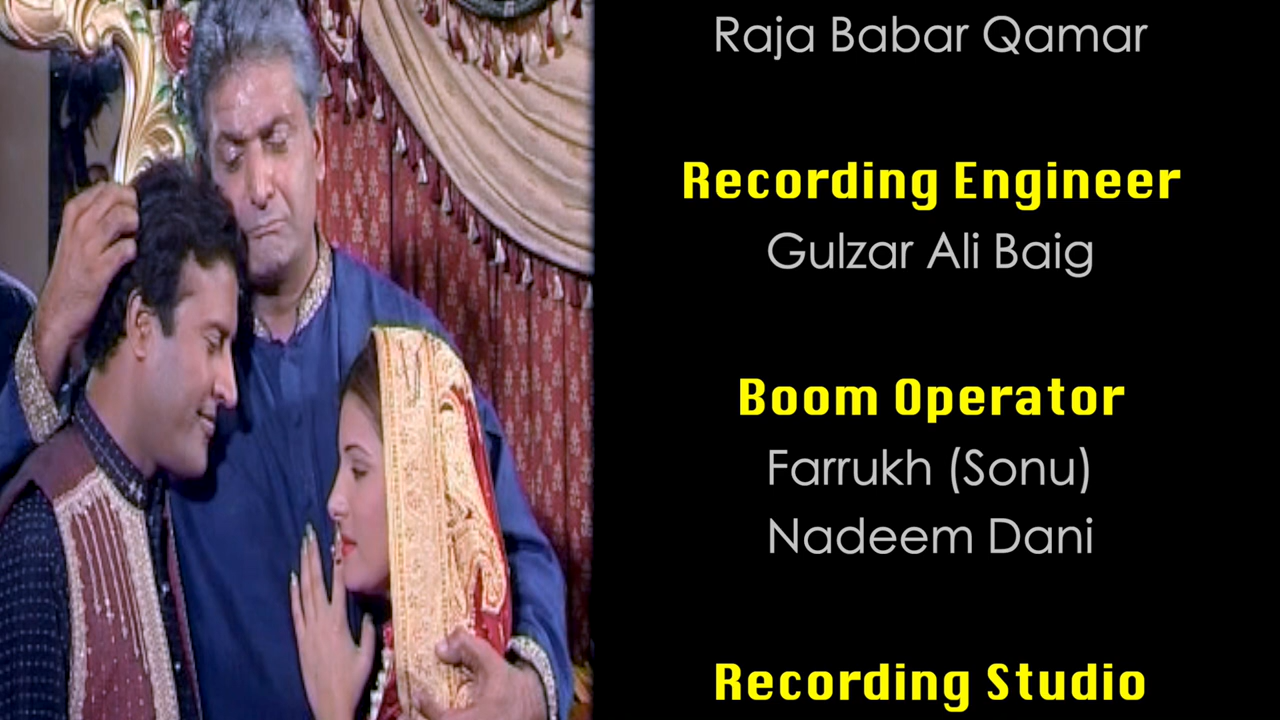 Raja Babar Qamar
Recording Engineer
Gulzar Ali Baig
Boom Operator
Farrukh (Sonu)
Nadeem Dani
Recording Studio